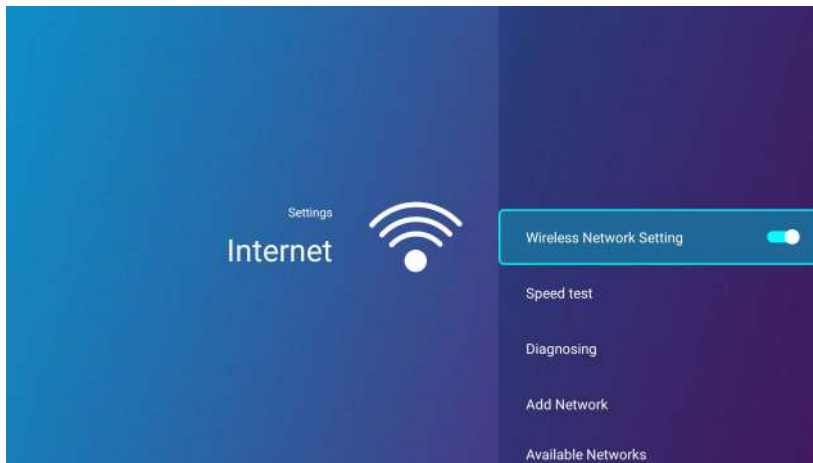 Settings
Internet
Wireless Network Setting
Speed test
Diagnosing
Add Network
Available Networks